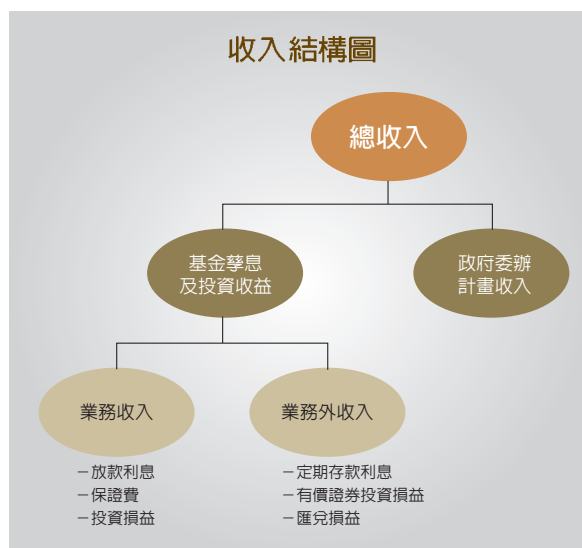 收入結構圖
總收入
基金孳息
及投資收益
政府委辦
計畫收入
業務收入
業務外收入
－放款利息
－保證費
－投資損益
－定期存款利息
－有價證券投資損益
－匯兌損益